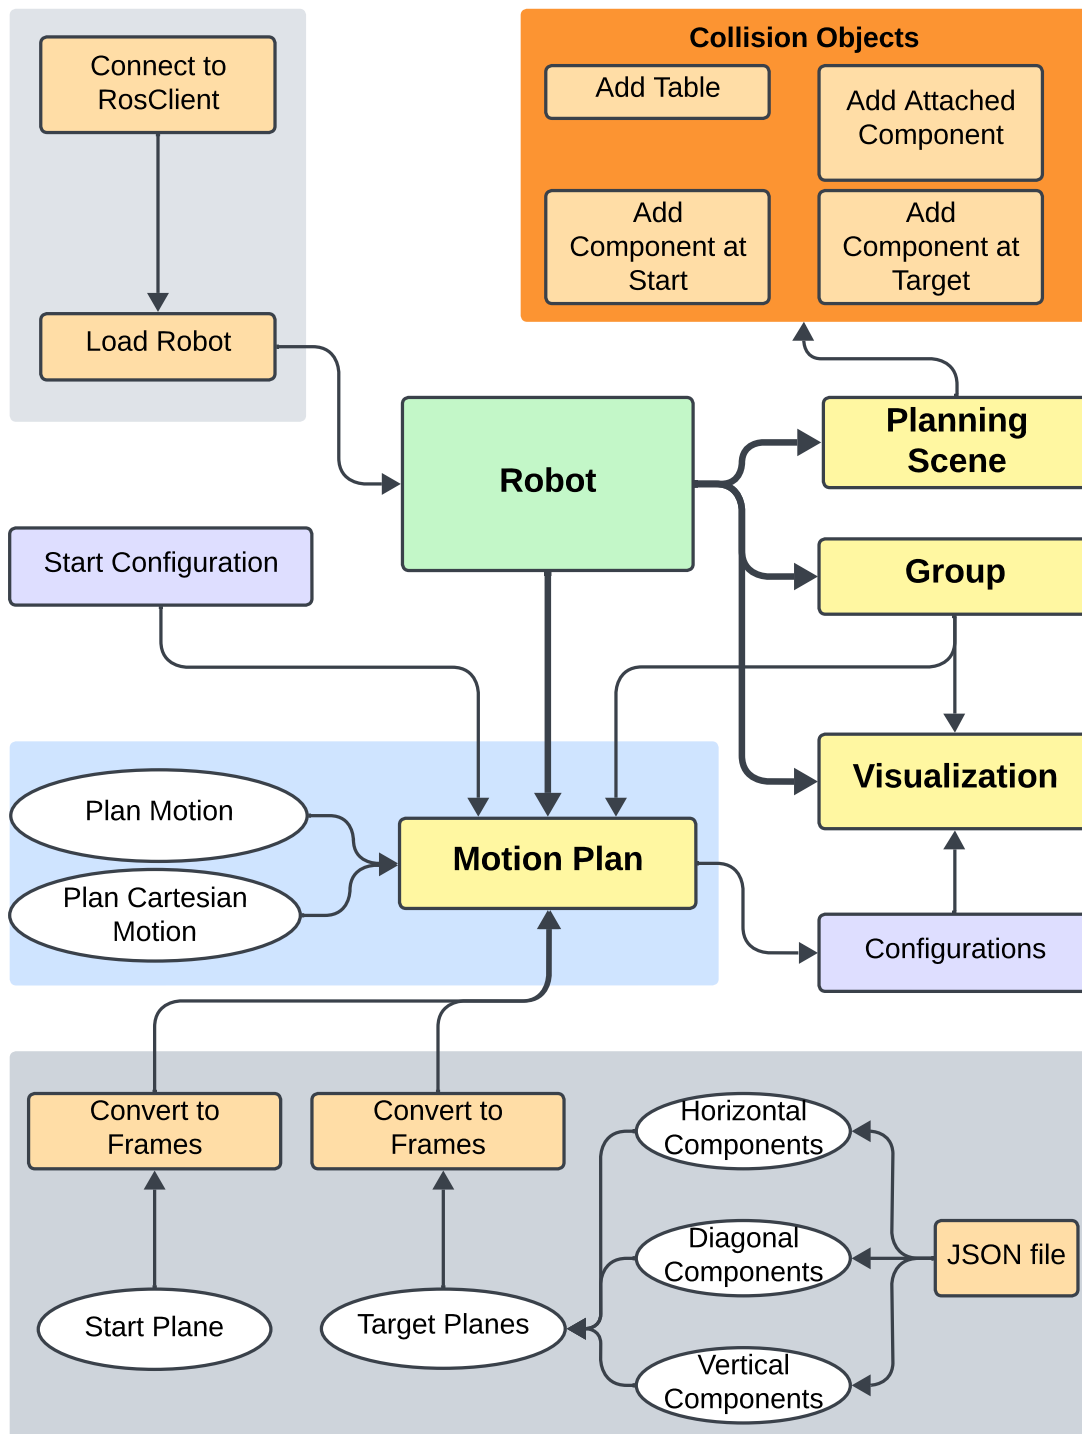 Connect to
RosClient
Load Robot
Collision Objects
Add Table
Add Attached
Component
Add
Component at
Start
Add
Component at
Target
Robot
Planning
Scene
Start Configuration
Group
Visualization
Plan Motion
Plan Cartesian
Motion
Motion Plan
Configurations
Convert to
Frames
Convert to
Frames
Horizontal
Components
Diagonal
Components
JSON file
Start Plane
Target Planes
Vertical
Components